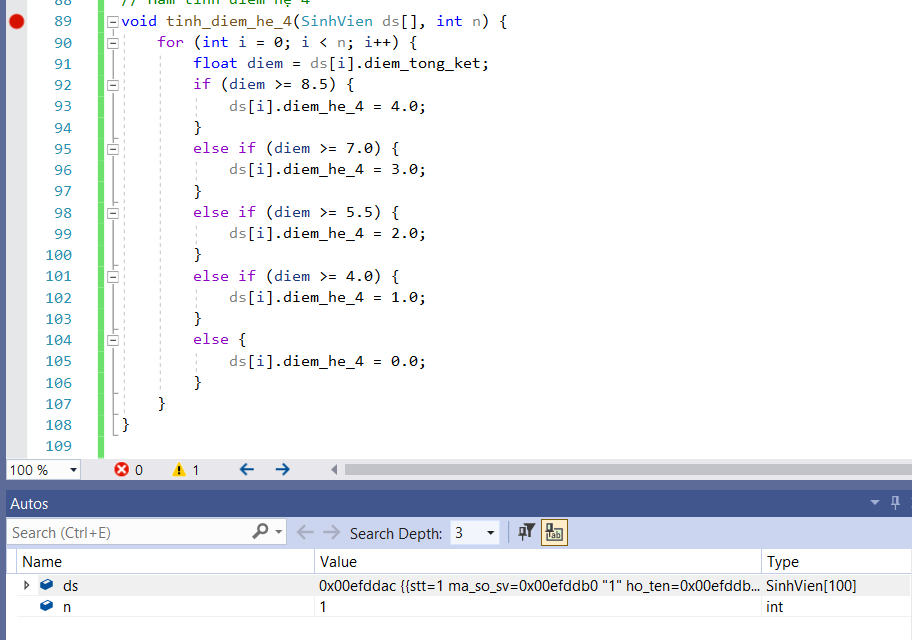 88 // Hàm tính điểm hệ 4
89 void tinh_diem_he_4(SinhVien ds[], int n) {
90 for (int i = 0; i < n; i++) {
91 float diem = ds[i].diem_tong_ket;
92 if (diem >= 8.5) {
93 ds[i].diem_he_4 = 4.0;
94 }
95 else if (diem >= 7.0) {
96 ds[i].diem_he_4 = 3.0;
97 }
98 else if (diem >= 5.5) {
99 ds[i].diem_he_4 = 2.0;
100 }
101 else if (diem >= 4.0) {
102 ds[i].diem_he_4 = 1.0;
103 }
104 else {
105 ds[i].diem_he_4 = 0.0;
106 }
107 }
108 }
109
100 % 0 1
Autos
Search (Ctrl+E) Search Depth: 3
Name Value Type
ds 0x00efddac {{stt=1 ma_so_sv=0x00efddb0 "1" ho_ten=0x00efddb... SinhVien[100]
n 1 int